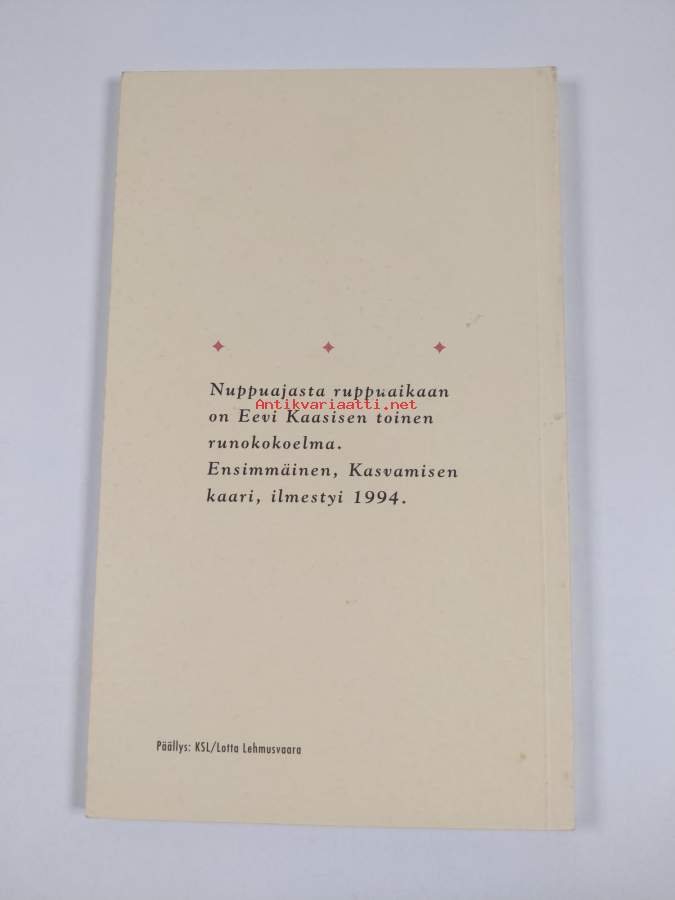 Nuppuajasta ruppuaikaan
Antikvariaatti.net
on Eevi Kaasisen toinen
runokokoelma.
Ensimmäinen, Kasvamisen
kaari, ilmestyi 1994.
Päällys: KSL/Lotta Lehmusvaara